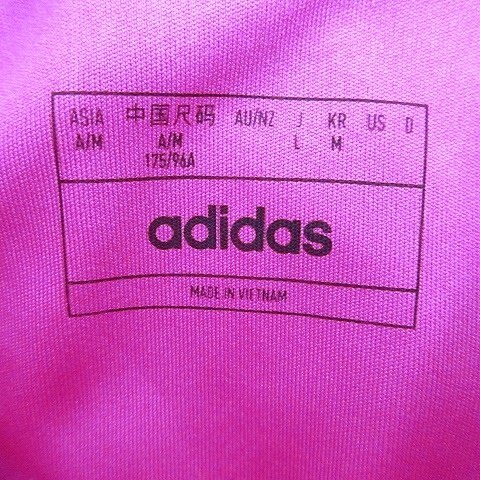 ASIA 中国尺码 AU/NZ J KR US D
A/M A/M L M
175/96A
adidas
MADE IN VIETNAM